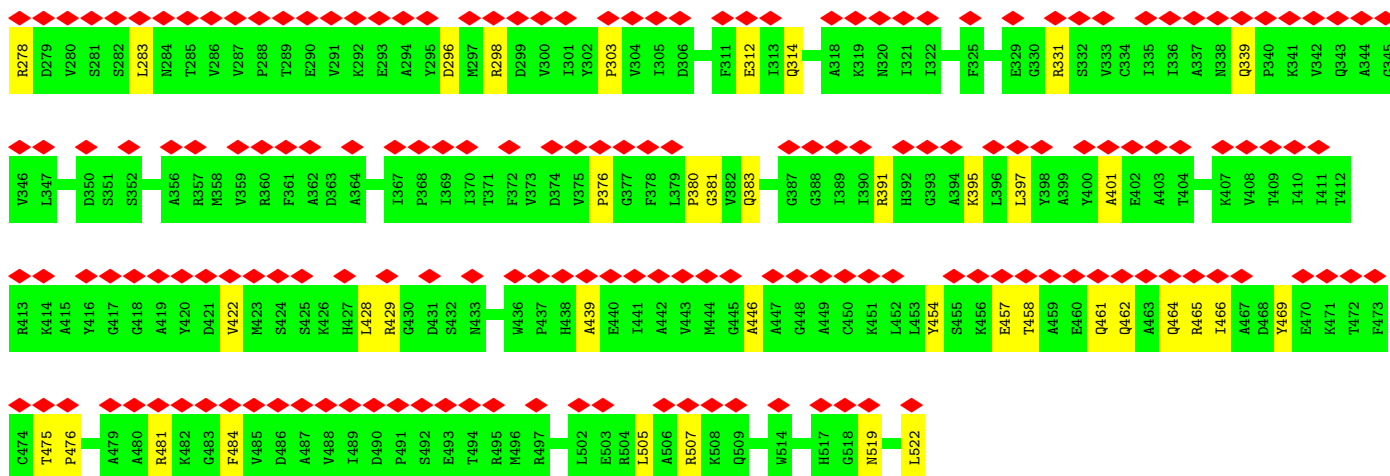 R278 D279 V280 S281 S282 L283 N284 T285 V286 V287 P288 T289 E290 V291 K292 E293 A294 Y295 D296 M297 R298 D299 V300 I301 Y302 P303 V304 I305 D306 F311 E312 I313 Q314 A318 K319 N320 I321 I322 F325 E329 G330 R331 S332 V333 C334 I335 I336 A337 N338 Q339 P340 K341 V342 Q343 A344 G345
V346 L347 D350 S351 S352 A356 R357 M358 V359 R360 F361 A362 D363 A364 I367 P368 I369 I370 T371 F372 V373 D374 V375 P376 G377 F378 L379 P380 G381 V382 Q383 G387 G388 I389 I390 R391 H392 G393 A394 K395 L396 L397 Y398 A399 Y400 A401 E402 A403 T404 K407 V408 T409 I410 I411 T412
R413 K414 A415 Y416 G417 G418 A419 Y420 D421 V422 M423 S424 S425 K426 H427 L428 R429 G430 D431 S432 N433 W436 P437 H438 A439 E440 I441 A442 V443 M444 G445 A446 A447 G448 A449 C450 K451 L452 L453 Y454 S455 K456 E457 T458 A459 E460 Q461 Q462 A463 Q464 R465 I466 A467 D468 Y469 E470 K471 T472 F473
C474 T475 P476 A479 A480 R481 K482 G483 F484 V485 D486 A487 V488 I489 D490 P491 S492 E493 T494 R495 M496 R497 L502 E503 R504 L505 A506 R507 K508 Q509 W514 H517 G518 N519 L522